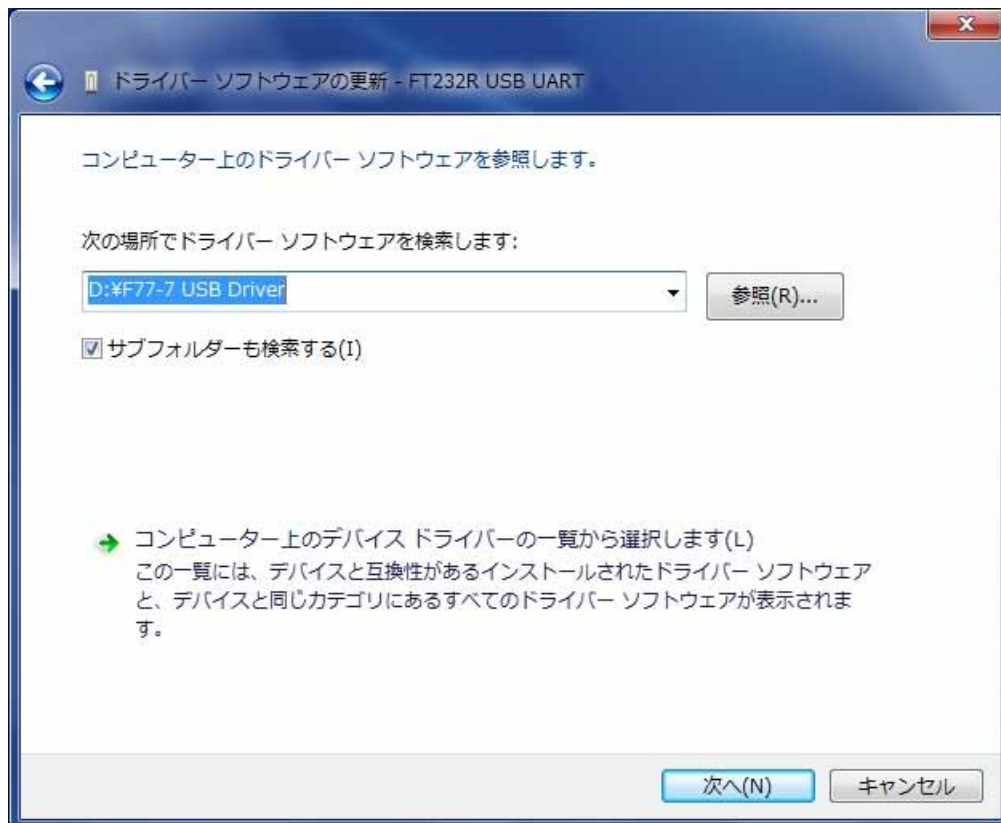 ドライバー ソフトウェアの更新 - FT232R USB UART
コンピューター上のドライバー ソフトウェアを参照します。
次の場所でドライバー ソフトウェアを検索します:
D:¥F77-7 USB Driver
参照(R)...
サブフォルダーも検索する(I)
コンピューター上のデバイス ドライバーの一覧から選択します(L)
この一覧には、デバイスと互換性があるインストールされたドライバー ソフトウェア
と、デバイスと同じカテゴリにあるすべてのドライバー ソフトウェアが表示されま
す。
次へ(N)
キャンセル